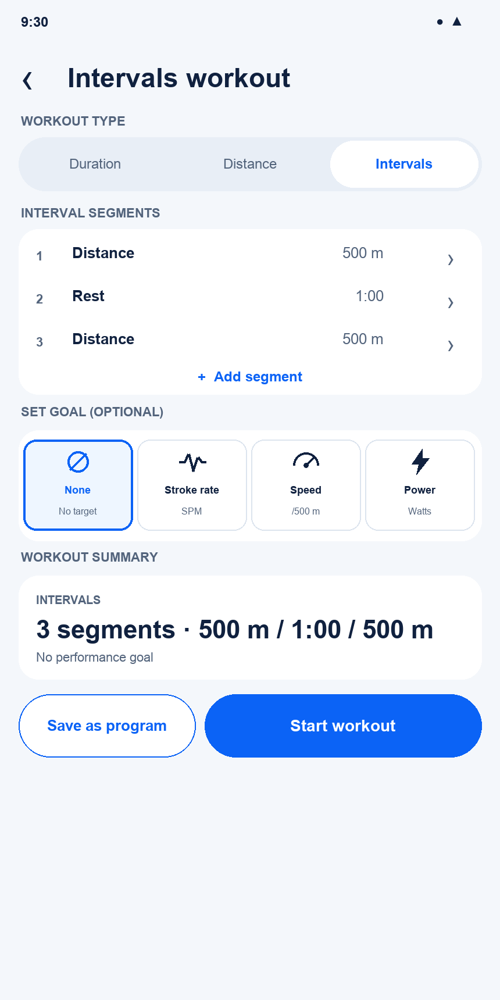 9:30
Intervals workout
WORKOUT TYPE
Duration Distance Intervals
INTERVAL SEGMENTS
1 Distance 500 m
2 Rest 1:00
3 Distance 500 m
+ Add segment
SET GOAL (OPTIONAL)
None Stroke rate Speed Power
No target SPM /500 m Watts
WORKOUT SUMMARY
INTERVALS
3 segments · 500 m / 1:00 / 500 m
No performance goal
Save as program Start workout